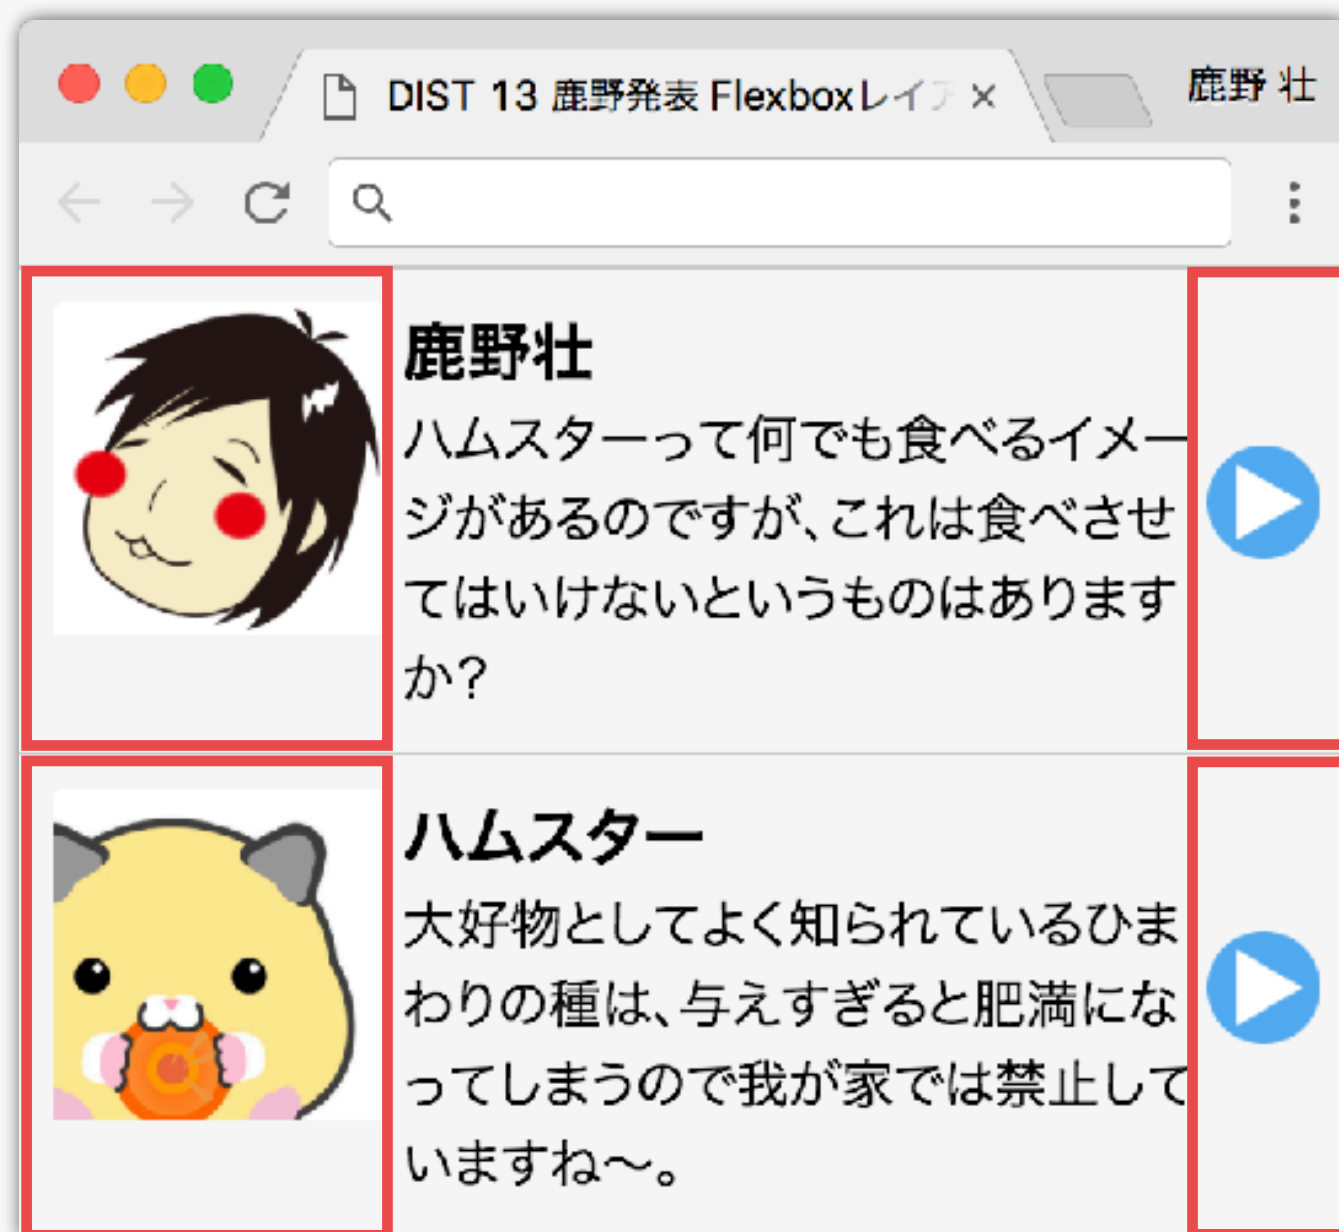 DIST 13 鹿野発表 Flexboxレイア
鹿野 壮
鹿野壮
ハムスターって何でも食べるイメー
ジがあるのですが、これは食べさせ
てはいけないというものはあります
か？
ハムスター
大好物としてよく知られているひま
わりの種は、与えすぎると肥満にな
ってしまうので我が家では禁止して
いますね〜。